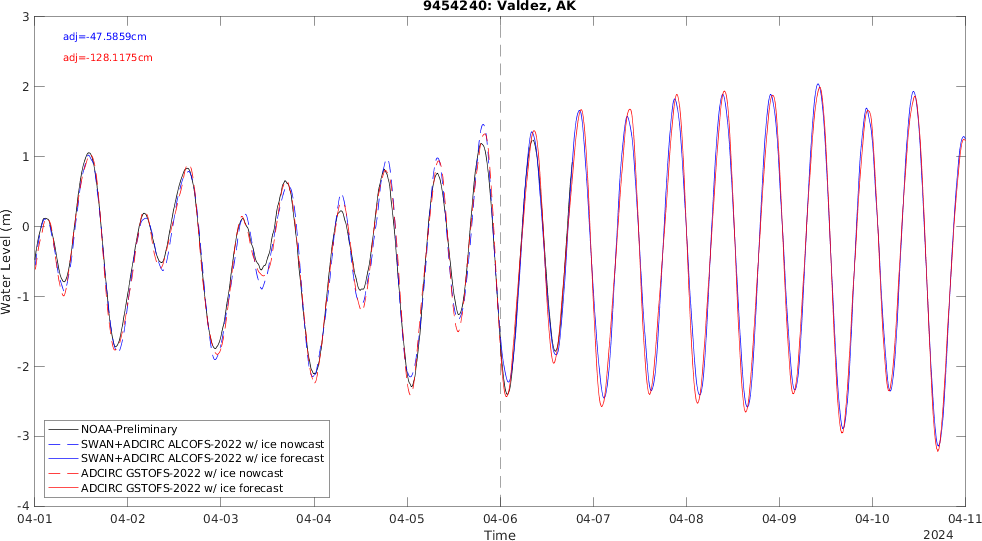 9454240: Valdez, AK
adj=-47.5859cm
adj=-128.1175cm
Water Level (m)
3
2
1
0
-1
-2
-3
-4
NOAA-Preliminary
SWAN+ADCIRC ALCOFS-2022 w/ ice nowcast
SWAN+ADCIRC ALCOFS-2022 w/ ice forecast
ADCIRC GSTOFS-2022 w/ ice nowcast
ADCIRC GSTOFS-2022 w/ ice forecast
04-01 04-02 04-03 04-04 04-05 04-06 04-07 04-08 04-09 04-10 04-11
Time
2024